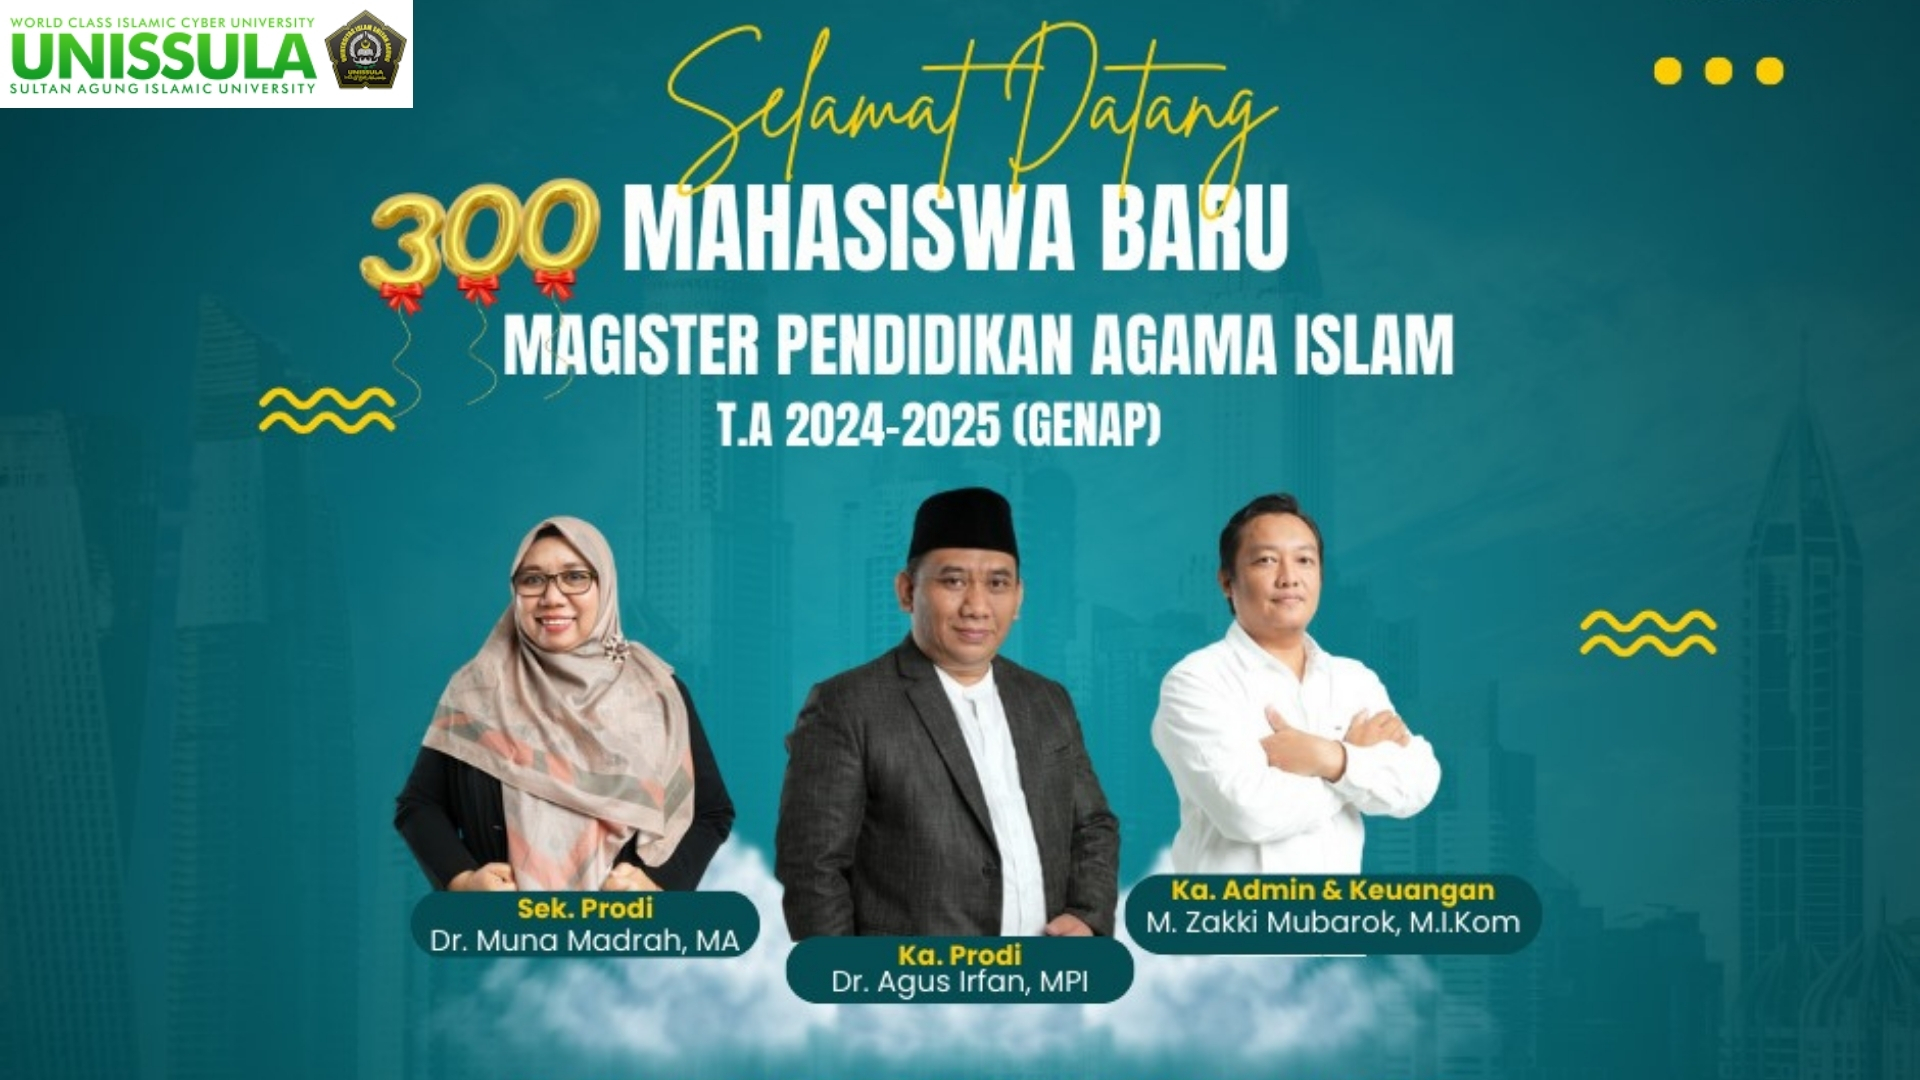 WORLD CLASS ISLAMIC CYBER UNIVERSITY
UNISSULA
SULTAN AGUNG ISLAMIC UNIVERSITY
UNISSULA
Selamat Datang
300 MAHASISWA BARU
MAGISTER PENDIDIKAN AGAMA ISLAM
T.A 2024-2025 (GENAP)
Sek. Prodi
Dr. Muna Madrah, MA
Ka. Prodi
Dr. Agus Irfan, MPI
Ka. Admin & Keuangan
M. Zakki Mubarok, M.I.Kom